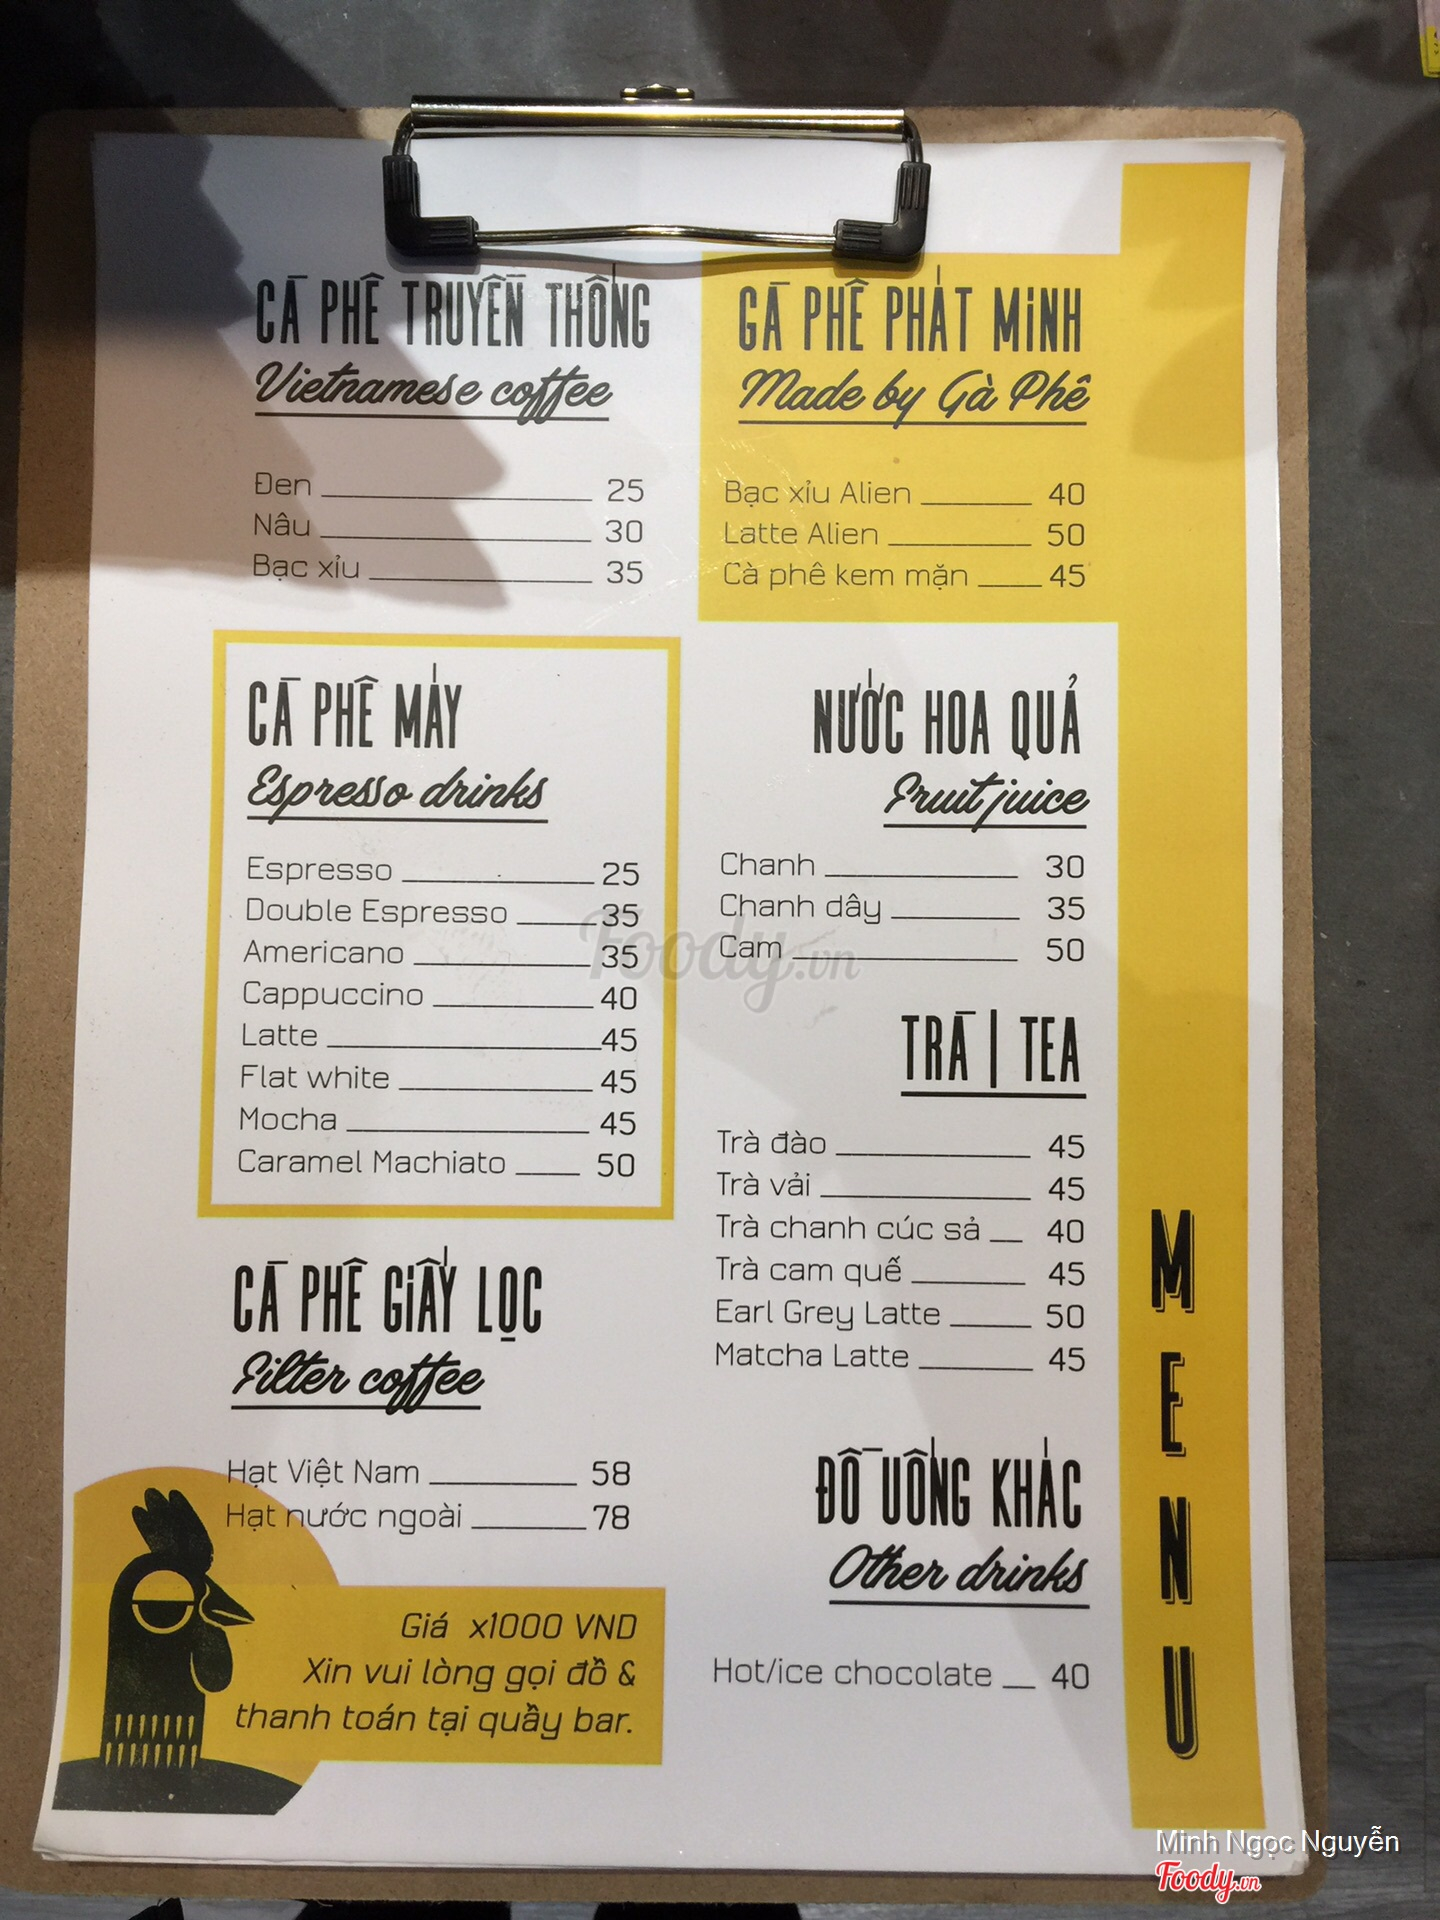 CÀ PHÊ TRUYỀN THỐNG
Vietnamese coffee
Đen 25
Nâu 30
Bạc xỉu 35
GÀ PHÊ PHÁT MINH
Made by Gà Phê
Bạc xỉu Alien 40
Latte Alien 50
Cà phê kem mặn 45
CÀ PHÊ MÁY
Espresso drinks
Espresso 25
Double Espresso 35
Americano 35
Cappuccino 40
Latte 45
Flat white 45
Mocha 45
Caramel Machiato 50
NƯỚC HOA QUẢ
Fruit juice
Chanh 30
Chanh dây 35
Cam 50
TRÀ | TEA
Trà đào 45
Trà vải 45
Trà chanh cúc sả 40
Trà cam quế 45
Earl Grey Latte 50
Matcha Latte 45
CÀ PHÊ GIẤY LỌC
Filter coffee
Hạt Việt Nam 58
Hạt nước ngoài 78
ĐỒ UỐNG KHÁC
Other drinks
Hot/ice chocolate 40
Giá x1000 VND
Xin vui lòng gọi đồ &
thanh toán tại quầy bar.
MENU
Foody.vn
Minh Ngọc Nguyễn
Foody.vn